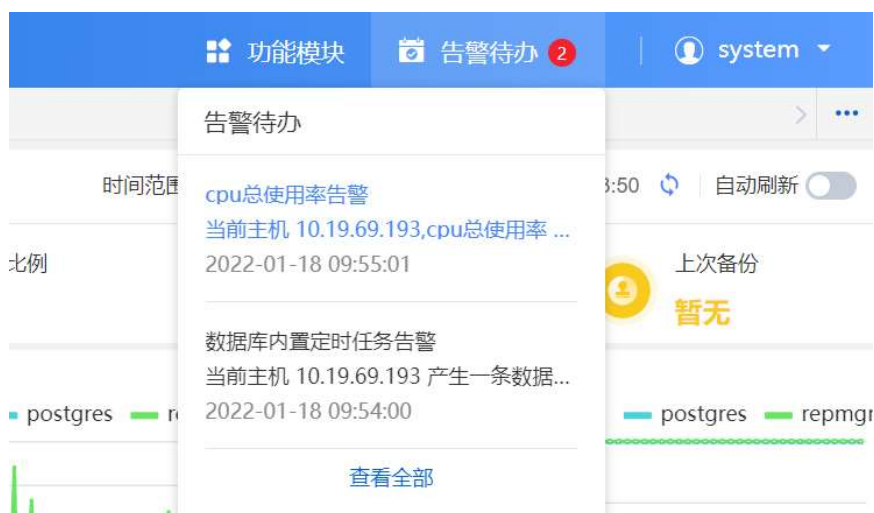 功能模块
告警待办 2
system
告警待办
时间范围
3:50
自动刷新
cpu总使用率告警
当前主机 10.19.69.193,cpu总使用率 ...
2022-01-18 09:55:01
比例
上次备份
暂无
数据库内置定时任务告警
当前主机 10.19.69.193 产生一条数据...
2022-01-18 09:54:00
postgres
postgres
repmgr
查看全部